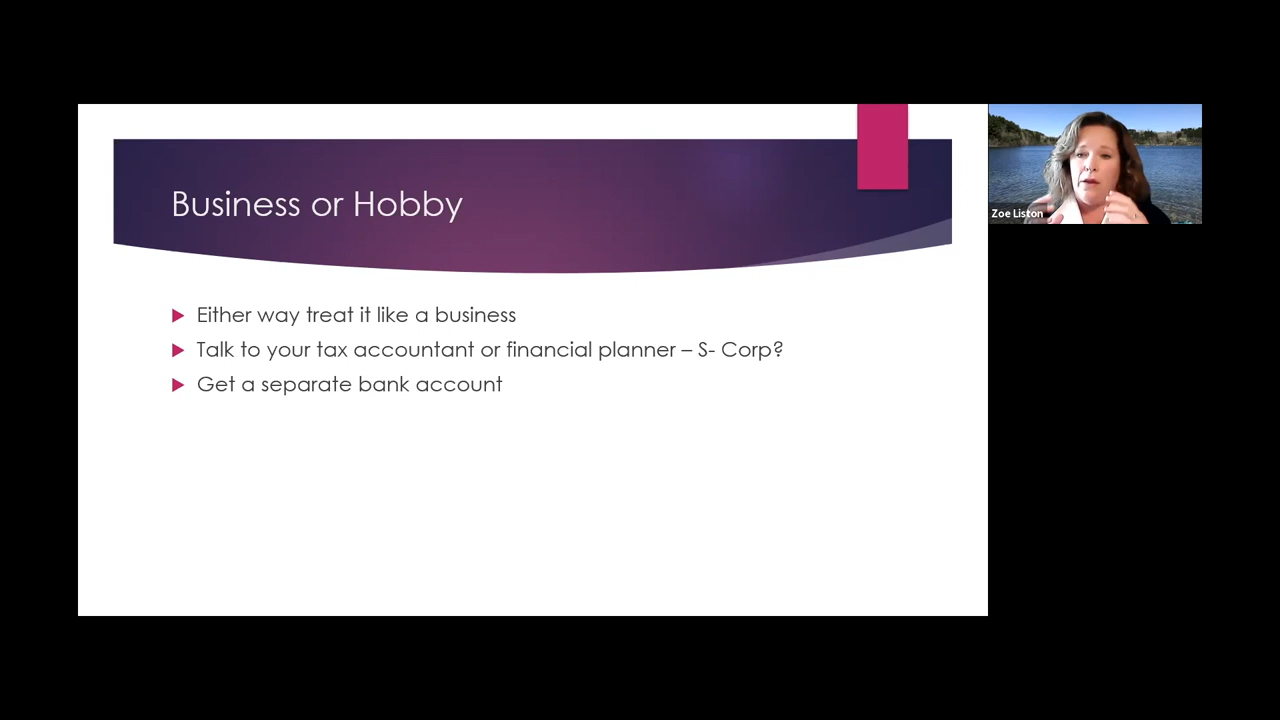 Business or Hobby
Either way treat it like a business
Talk to your tax accountant or financial planner – S- Corp?
Get a separate bank account
Zoe Liston